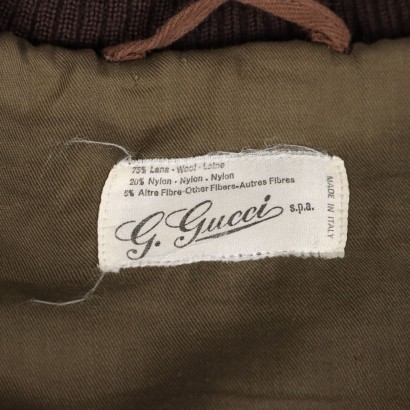 75% Lana - Wool - Laine
20% Nylon - Nylon - Nylon
5% Altre Fibre-Other Fibers-Autres Fibres
G. Gucci s.p.a.
MADE IN ITALY